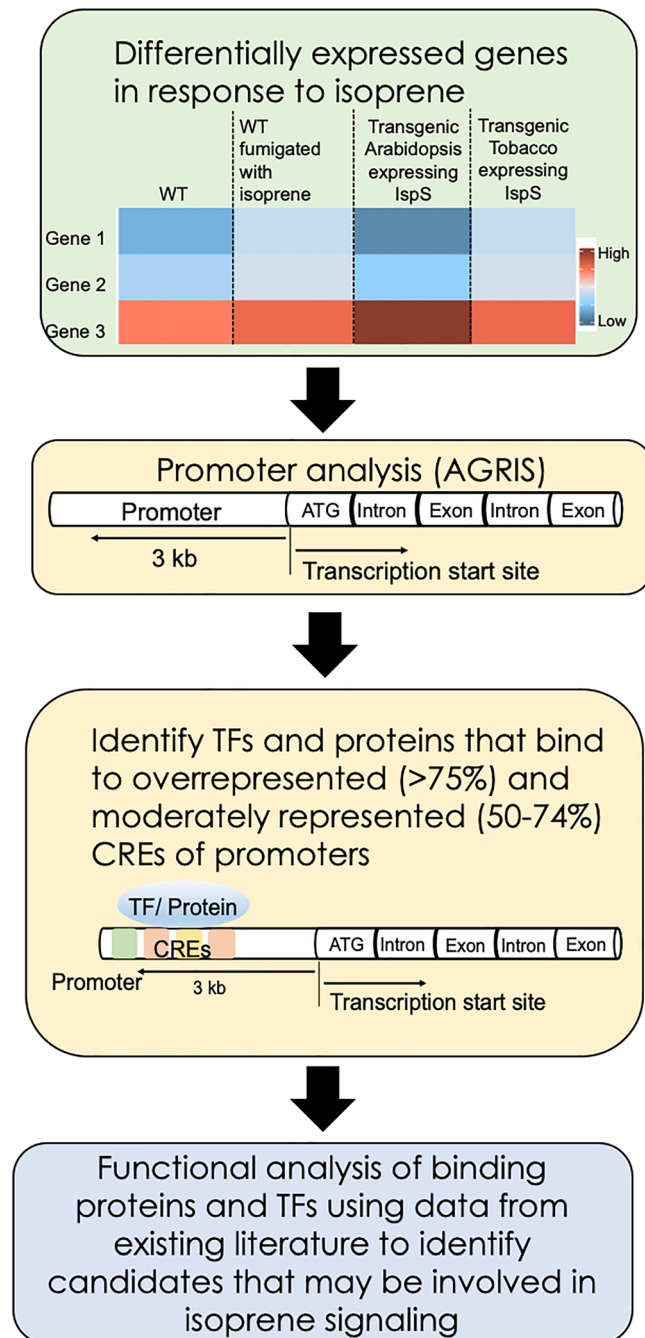 Differentially expressed genes
in response to isoprene
WT
WT
fumigated
with
isoprene
Transgenic
Arabidopsis
expressing
IspS
Transgenic
Tobacco
expressing
IspS
Gene 1
Gene 2
Gene 3
High
Low
Promoter analysis (AGRIS)
Promoter ATG Intron Exon Intron Exon
3 kb
Transcription start site
Identify TFs and proteins that bind
to overrepresented (>75%) and
moderately represented (50-74%)
CREs of promoters
TF/ Protein
CREs ATG Intron Exon Intron Exon
Promoter
3 kb
Transcription start site
Functional analysis of binding
proteins and TFs using data from
existing literature to identify
candidates that may be involved in
isoprene signaling